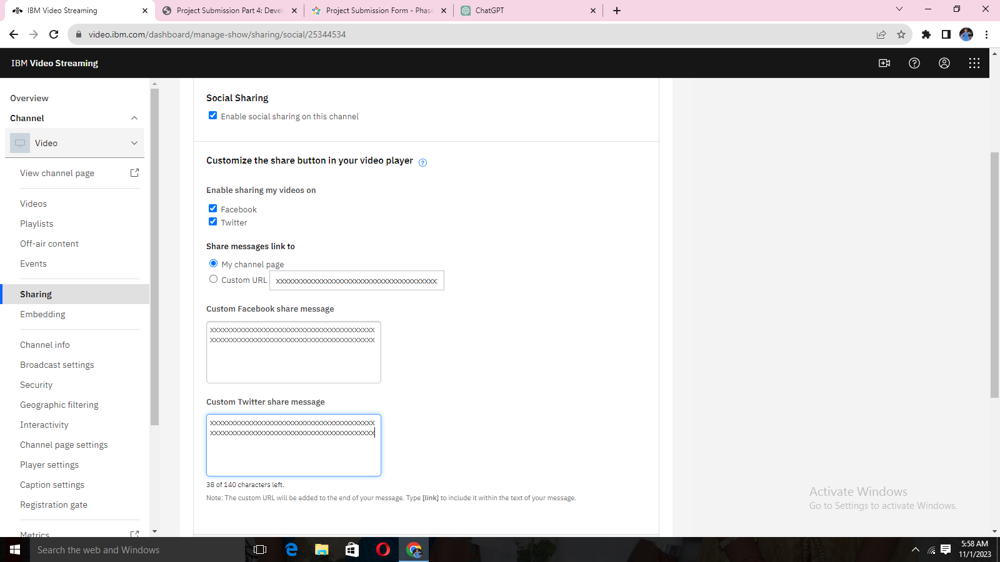 IBM Video Streaming
Project Submission Part 4: Devel
Project Submission Form - Phase
ChatGPT
video.ibm.com/dashboard/manage-show/sharing/social/25344534
IBM Video Streaming
Overview
Channel
Video
View channel page
Videos
Playlists
Off-air content
Events
Sharing
Embedding
Channel info
Broadcast settings
Security
Geographic filtering
Interactivity
Channel page settings
Player settings
Caption settings
Registration gate
Metrics
Social Sharing
Enable social sharing on this channel
Customize the share button in your video player
Enable sharing my videos on
Facebook
Twitter
Share messages link to
My channel page
Custom URL
Custom Facebook share message
Custom Twitter share message
38 of 140 characters left.
Note: The custom URL will be added to the end of your message. Type [link] to include it within the text of your message.
Activate Windows
Go to Settings to activate Windows.
Search the web and Windows
5:58 AM
11/1/2023